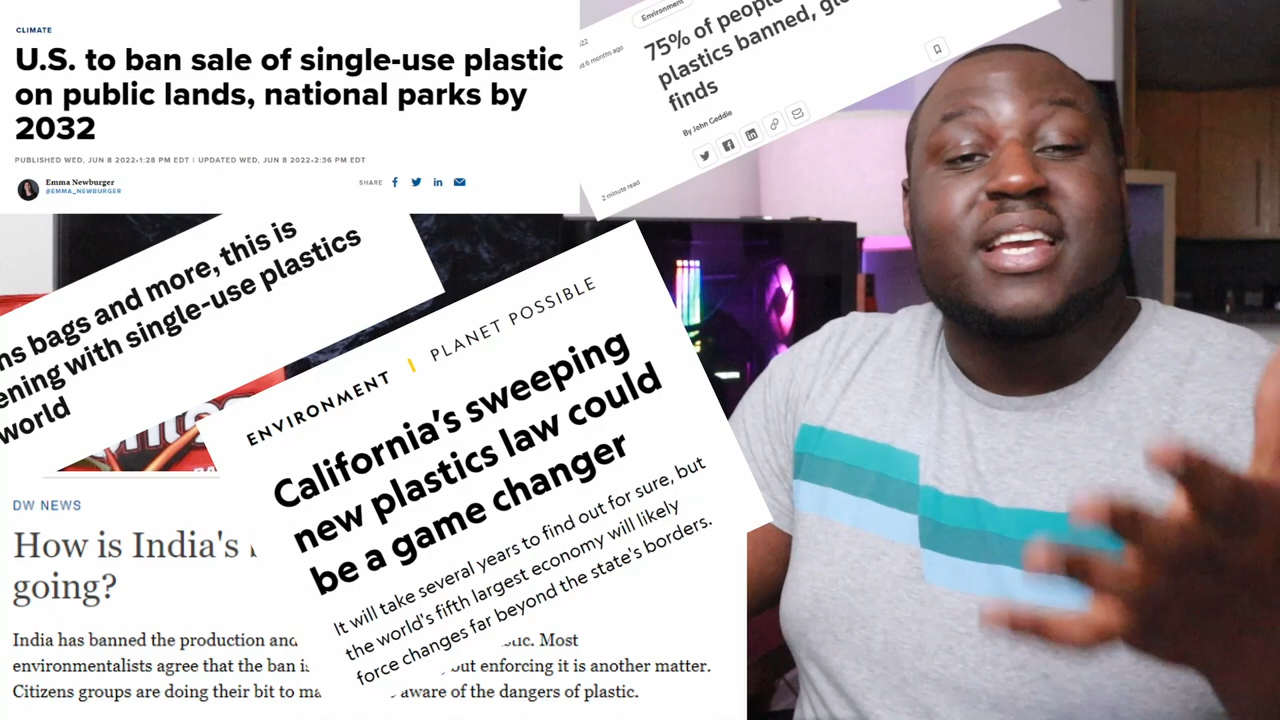 CLIMATE
U.S. to ban sale of single-use plastic
on public lands, national parks by
2032
PUBLISHED WED, JUN 8 2022•1:28 PM EDT | UPDATED WED, JUN 8 2022•2:36 PM EDT
Emma Newburger
@EMMA_NEWBURGER
SHARE
Environment
6 months ago
75% of people
plastics banned,
finds
By John Geddie
2 minute read
bags and more, this is
with single-use plastics
world
ENVIRONMENT | PLANET POSSIBLE
California's sweeping
new plastics law could
be a game changer
It will take several years to find out for sure, but
the world's fifth largest economy will likely
force changes far beyond the state's borders.
DW NEWS
How is India's
going?
India has banned the production and Most
environmentalists agree that the ban is but enforcing it is another matter.
Citizens groups are doing their bit to aware of the dangers of plastic.